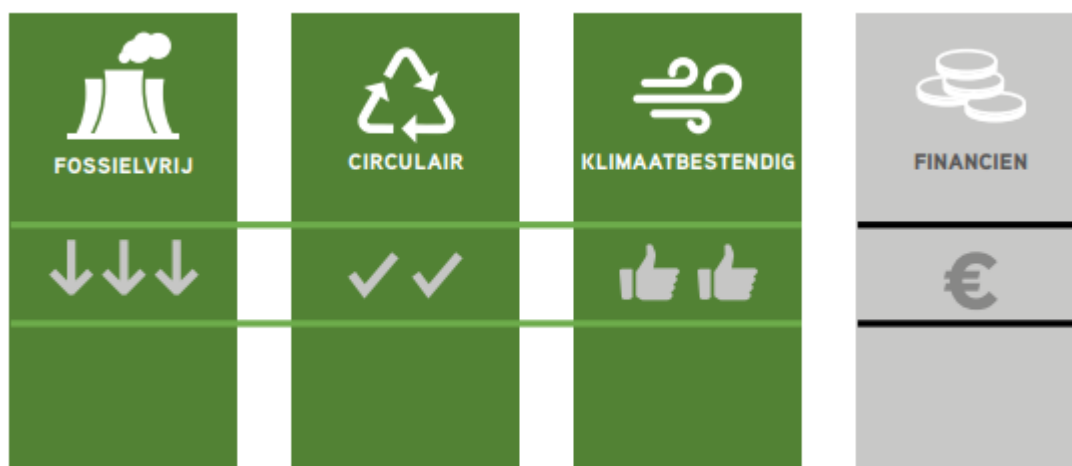 FOSSIELVRIJ
CIRCULAIR
KLIMAATBESTENDIG
FINANCIEN
€